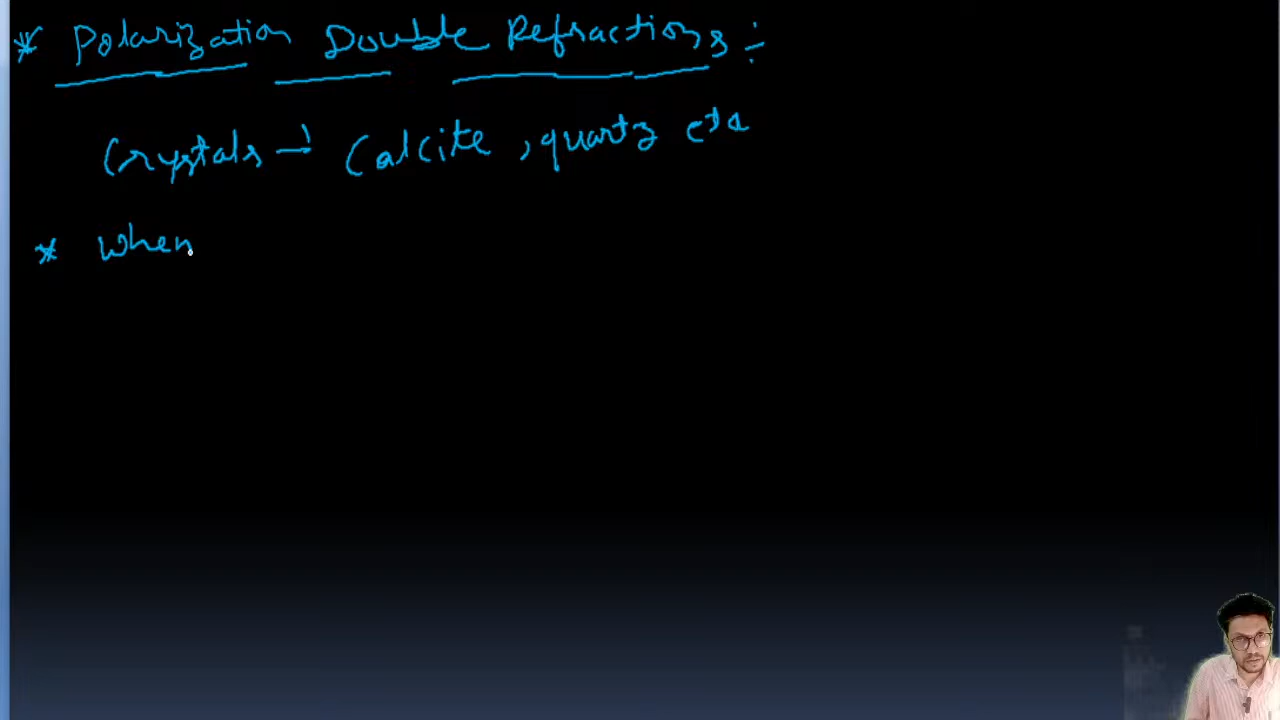 * Polarization Double Refractions :-
Crystals → Calcite, quartz etc
* When